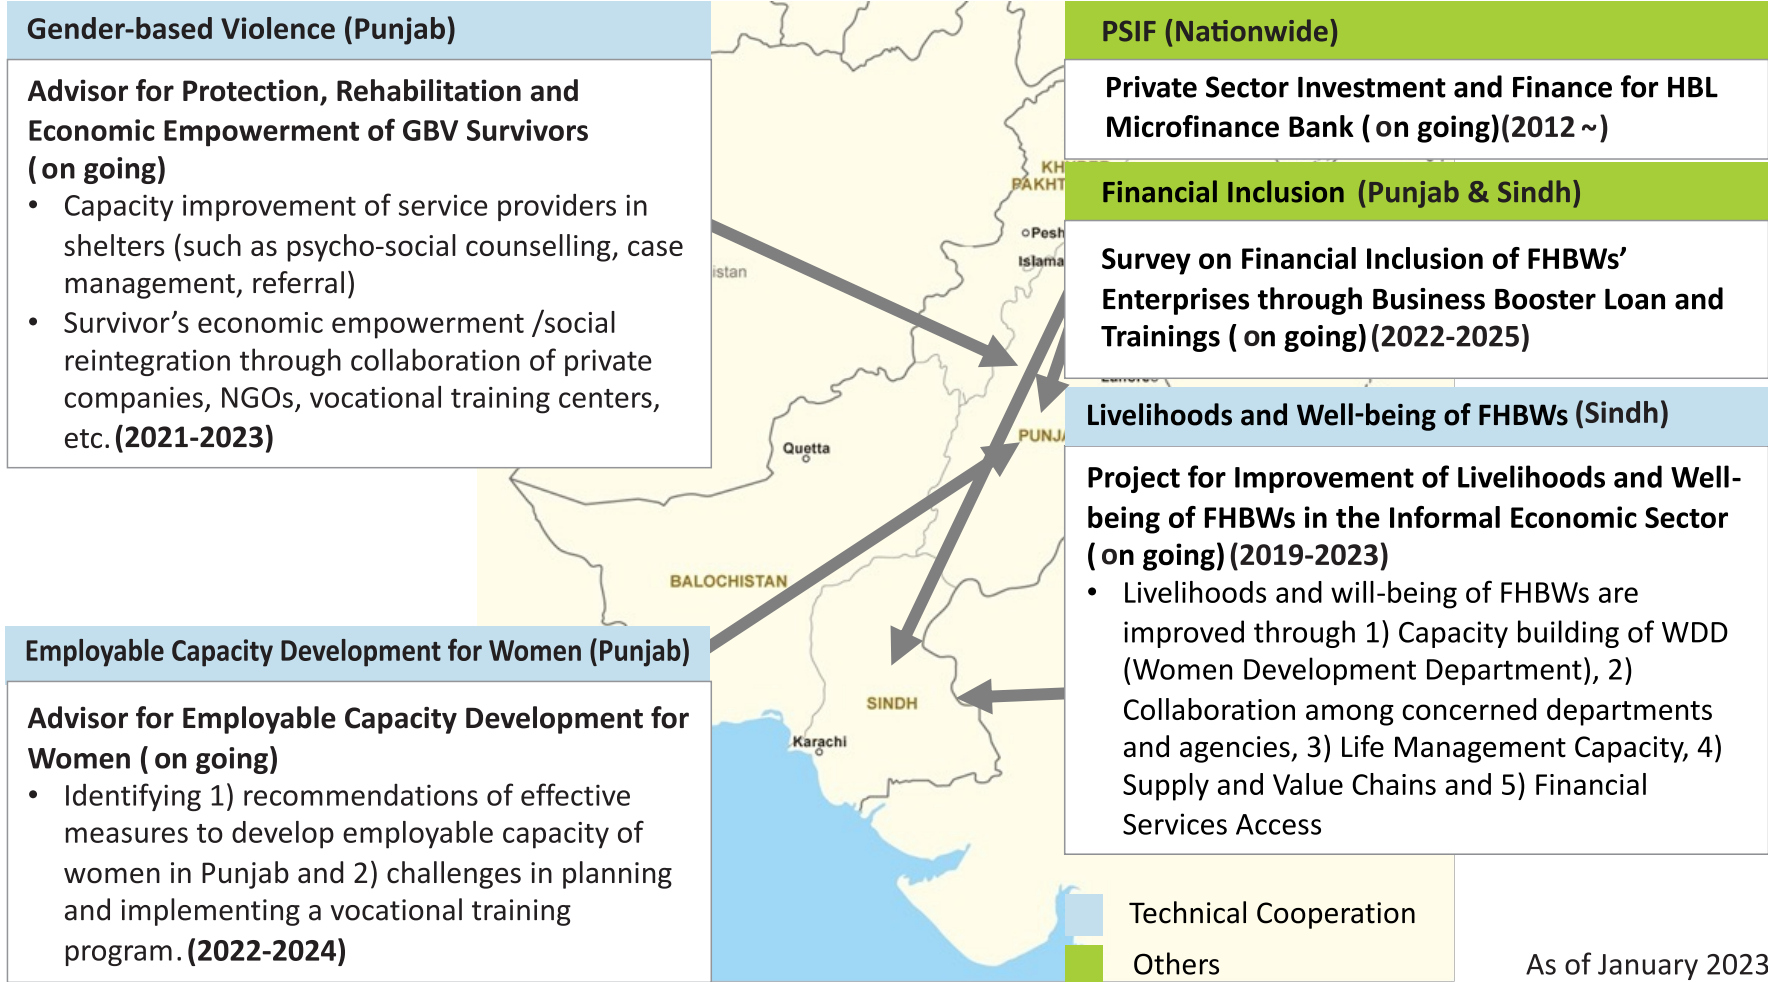 Gender-based Violence (Punjab)
Advisor for Protection, Rehabilitation and
Economic Empowerment of GBV Survivors
(on going)
• Capacity improvement of service providers in
shelters (such as psycho-social counselling, case
management, referral)
• Survivor's economic empowerment /social
reintegration through collaboration of private
companies, NGOs, vocational training centers,
etc. (2021-2023)
Employable Capacity Development for Women (Punjab)
Advisor for Employable Capacity Development for
Women (on going)
• Identifying 1) recommendations of effective
measures to develop employable capacity of
women in Punjab and 2) challenges in planning
and implementing a vocational training
program. (2022-2024)
istan
Quetta
BALOCHISTAN
SINDH
Karachi
KH
PAKHT
Pesh
Islama
PUNJA
PSIF (Nationwide)
Private Sector Investment and Finance for HBL
Microfinance Bank (on going)(2012 ~)
Financial Inclusion (Punjab & Sindh)
Survey on Financial Inclusion of FHBWs’
Enterprises through Business Booster Loan and
Trainings (on going) (2022-2025)
Livelihoods and Well-being of FHBWs (Sindh)
Project for Improvement of Livelihoods and Well-
being of FHBWs in the Informal Economic Sector
(on going) (2019-2023)
• Livelihoods and will-being of FHBWs are
improved through 1) Capacity building of WDD
(Women Development Department), 2)
Collaboration among concerned departments
and agencies, 3) Life Management Capacity, 4)
Supply and Value Chains and 5) Financial
Services Access
Technical Cooperation
Others
As of January 2023